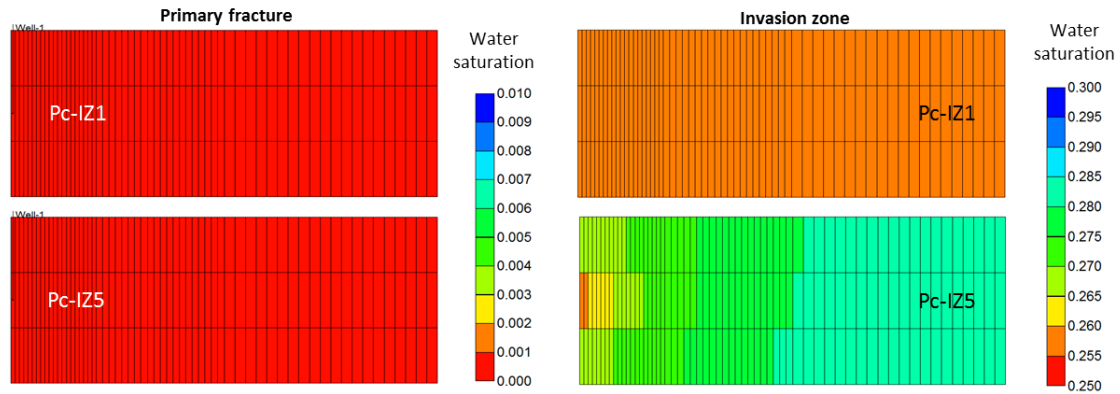 Primary fracture
Invasion zone
Well-1
Pc-IZ1
Water
saturation
0.010
0.009
0.008
0.007
0.006
0.005
0.004
0.003
0.002
0.001
0.000
Pc-IZ1
Water
saturation
0.300
0.295
0.290
0.285
0.280
0.275
0.270
0.265
0.260
0.255
0.250
Well-1
Pc-IZ5
Pc-IZ5